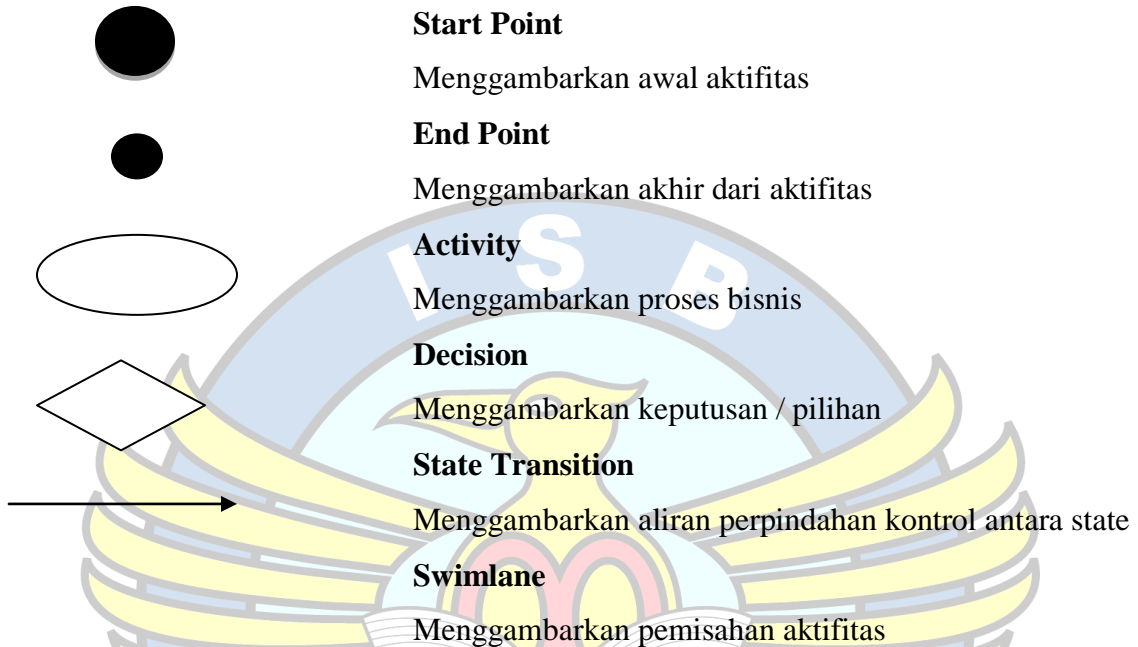 Start Point
Menggambarkan awal aktifitas
End Point
Menggambarkan akhir dari aktifitas
I S B
Activity
Menggambarkan proses bisnis
Decision
Menggambarkan keputusan / pilihan
State Transition
Menggambarkan aliran perpindahan kontrol antara state
Swimlane
Menggambarkan pemisahan aktifitas